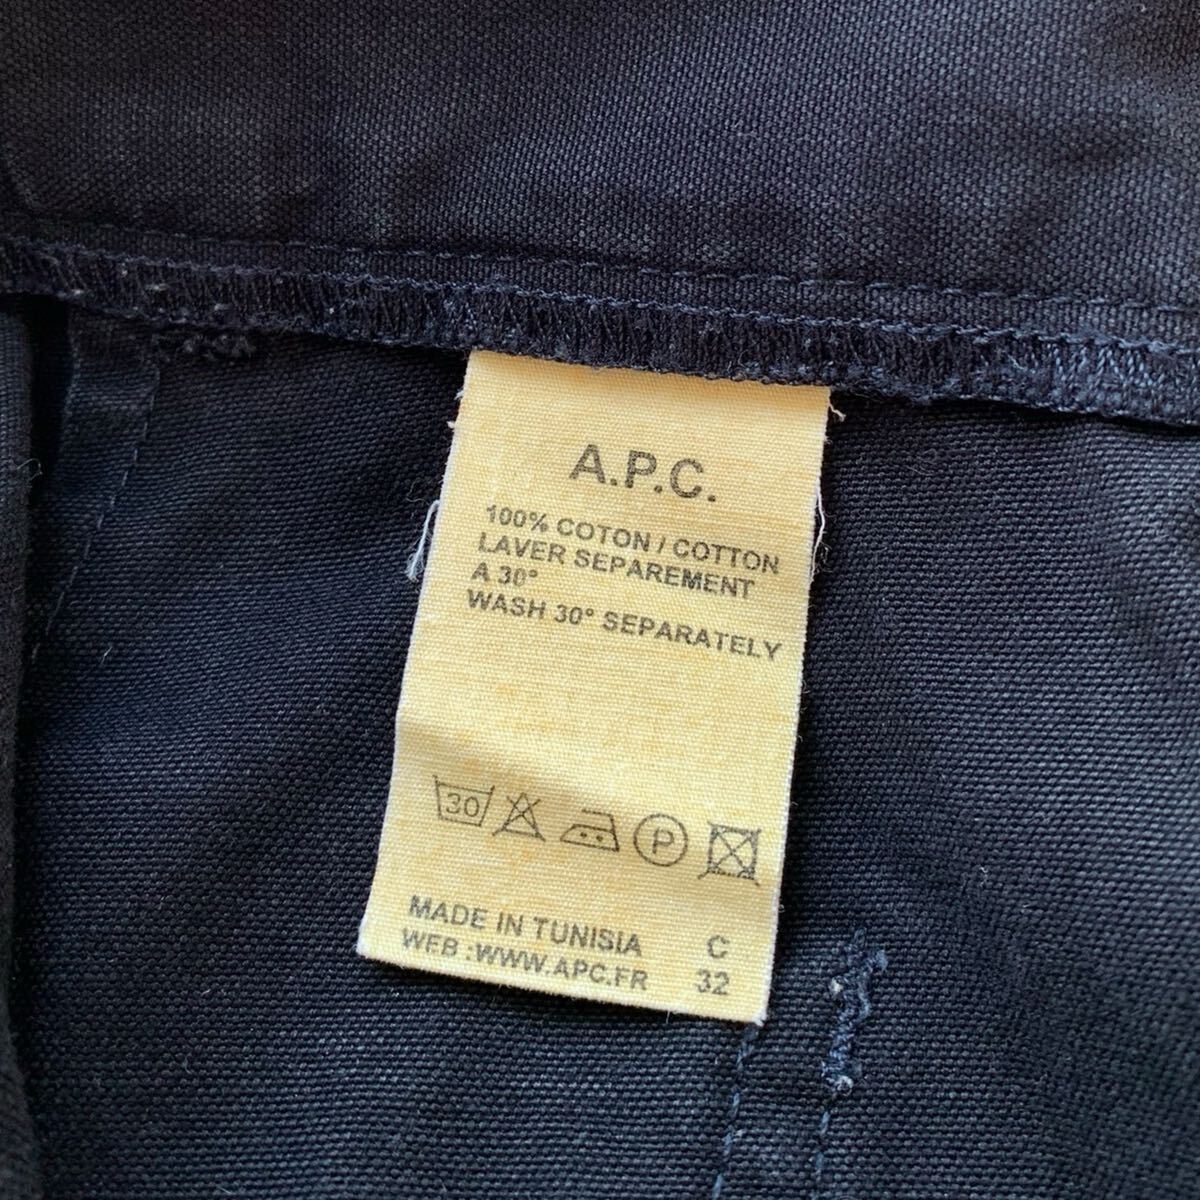 A.P.C.
100% COTON / COTTON
LAVER SEPAREMENT
A 30°
WASH 30° SEPARATELY
30 P
MADE IN TUNISIA C
WEB :WWW.APC.FR 32